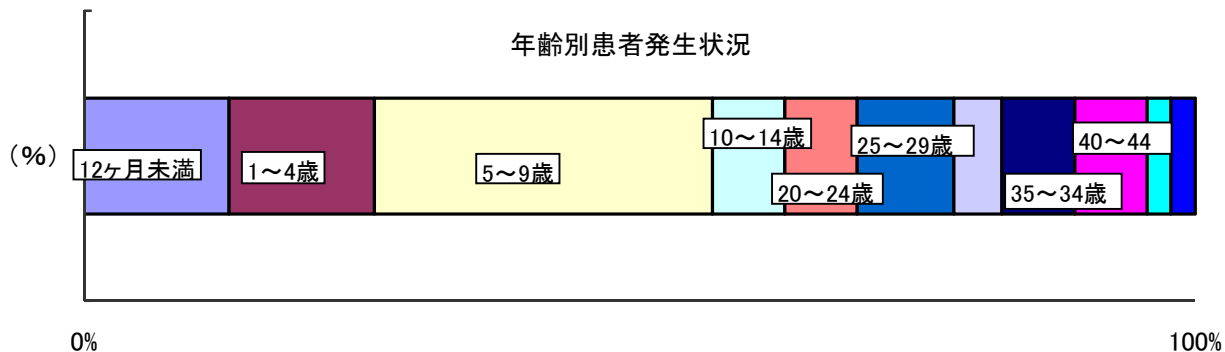 年齢別患者発生状況
(%)
12ヶ月未満
1～4歳
5～9歳
10～14歳
20～24歳
25～29歳
35～34歳
40～44
0%
100%